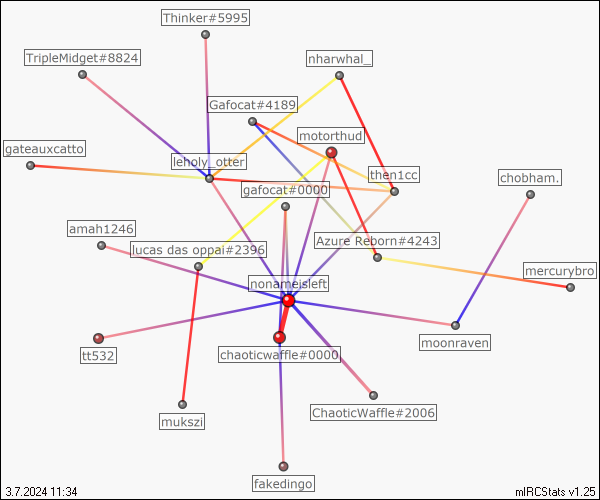 Thinker#5995
TripleMidget#8824
nharwhal_
Gafocat#4189
motorthud
gateauxcatto
leholy_otter
then1cc
chobham.
gafocat#0000
amah1246
lucas das oppai#2396
Azure Reborn#4243
mercurybro
nonameisleft
moonraven
tt532
chaoticwaffle#0000
ChaoticWaffle#2006
mukszi
fakedingo
3.7.2024 11:34
mIRCStats v1.25